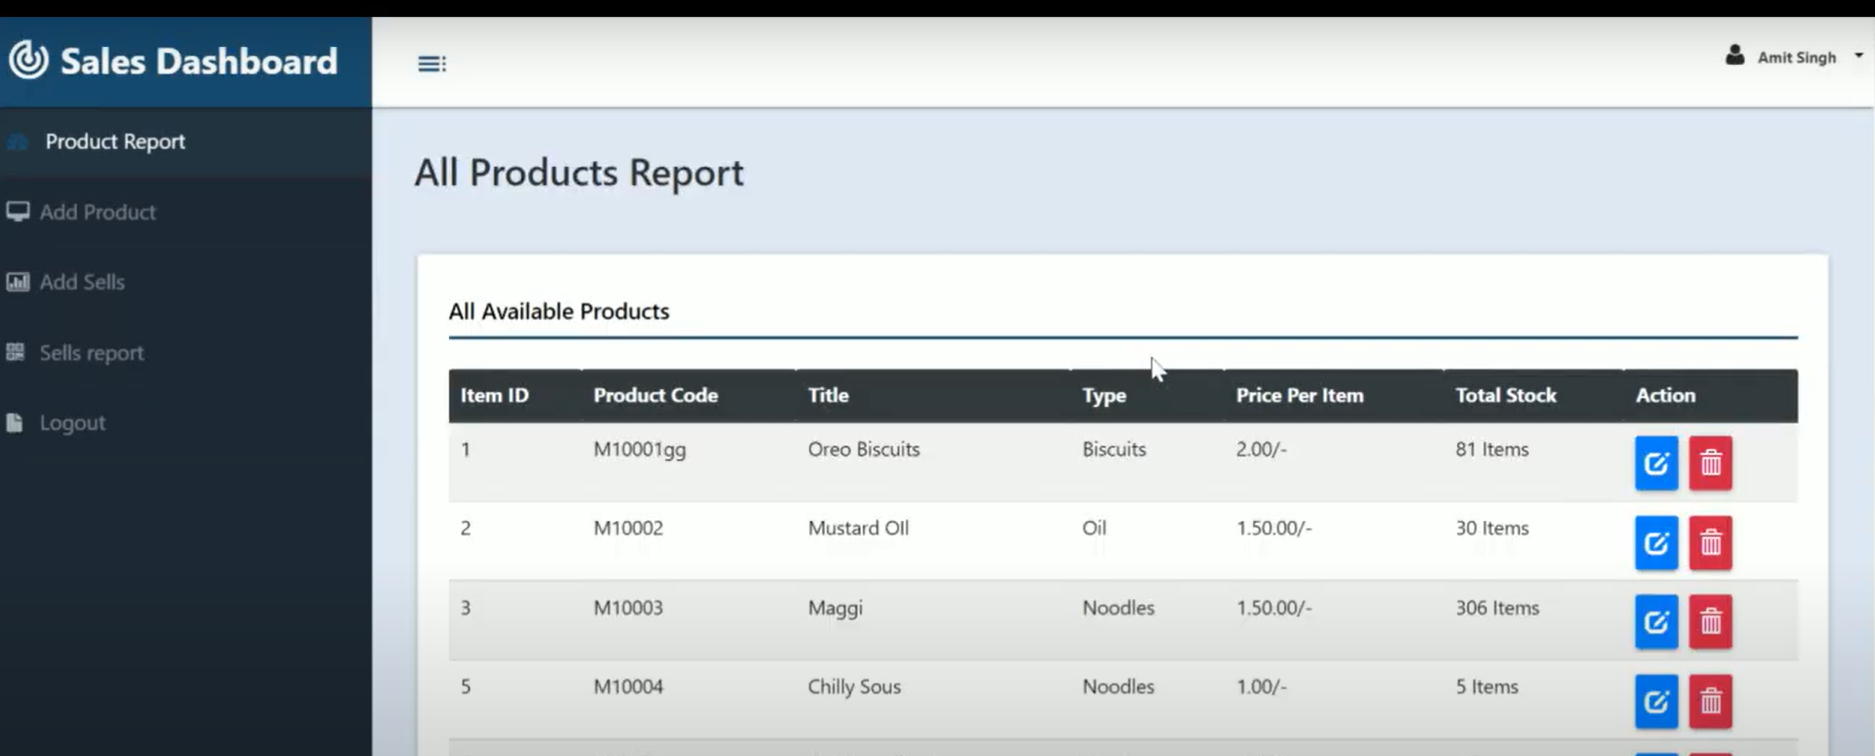 Sales Dashboard
Amit Singh
Product Report
Add Product
Add Sells
Sells report
Logout
All Products Report
All Available Products
Item ID Product Code Title Type Price Per Item Total Stock Action
1 M10001gg Oreo Biscuits Biscuits 2.00/- 81 Items
2 M10002 Mustard OIl Oil 1.50.00/- 30 Items
3 M10003 Maggi Noodles 1.50.00/- 306 Items
5 M10004 Chilly Sous Noodles 1.00/- 5 Items